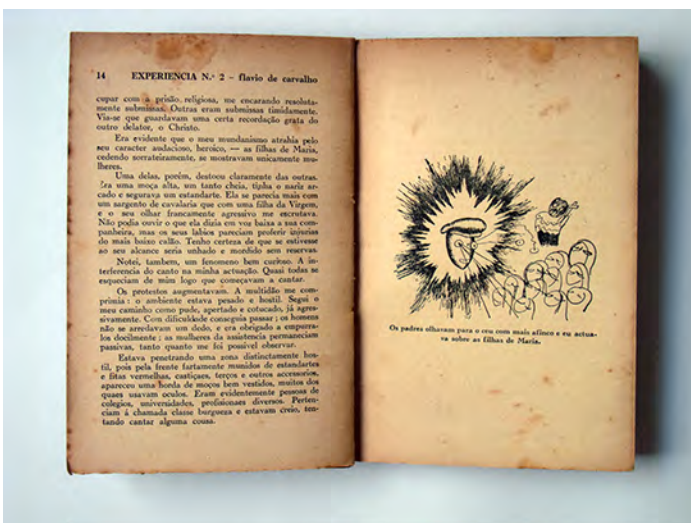 14 EXPERIENCIA N.º 2 – flavio de carvalho
cupar com a prisão religiosa, me encarando resoluta-
mente submissas. Outras eram submissas timidamente.
Via-se que guardavam uma certa recordação grata do
outro delator, o Christo.
Era evidente que o meu mundanismo atrahia pelo
seu caracter audacioso, heroico, — as filhas de Maria,
cedendo sorrateiramente, se mostravam unicamente mu-
lheres.
Uma delas, porém, destoou claramente das outras.
Era uma moça alta, um tanto cheia, tinha o nariz ar-
cado e segurava um estandarte. Ela se parecia mais com
um sargento de cavalaria que com uma filha da Virgem,
e o seu olhar francamente agressivo me escrutava.
Não podia ouvir o que ela dizia em voz baixa a sua com-
panheira, mas os seus labios pareciam proferir injurias
do mais baixo calão. Tenho certeza de que se estivesse
ao seu alcance seria unhado e mordido sem reservas.
Notei, tambem, um fenomeno bem curioso. A in-
terferencia do canto na minha actuação. Quasi todas se
esqueciam de mim logo que começavam a cantar.
Os protestos augmentavam. A multidão me com-
primia: o ambiente estava pesado e hostil. Segui o
meu caminho como pude, apertado e cotucado, já agres-
sivamente. Com dificuldade conseguia passar; os homens
não se arredavam um dedo, e era obrigado a empurra-
los docilmente; as mulheres da assistencia permaneciam
passivas, tanto quanto me foi possivel observar.
Estava penetrando uma zona distinctamente hos-
til, pois pela frente fartamente munidos de estandartes
e fitas vermelhas, castiçaes, terços e outros accessorios,
appareceu uma horda de moços bem vestidos, muitos dos
quaes usavam oculos. Eram evidentemente pessoas de
colegios, universidades, profissionaes diversos. Perten-
ciam á chamada classe burgueza e estavam creio, ten-
tando cantar alguma cousa.
Os padres olhavam para o ceu com mais afinco e eu actua-
va sobre as filhas de Maria.